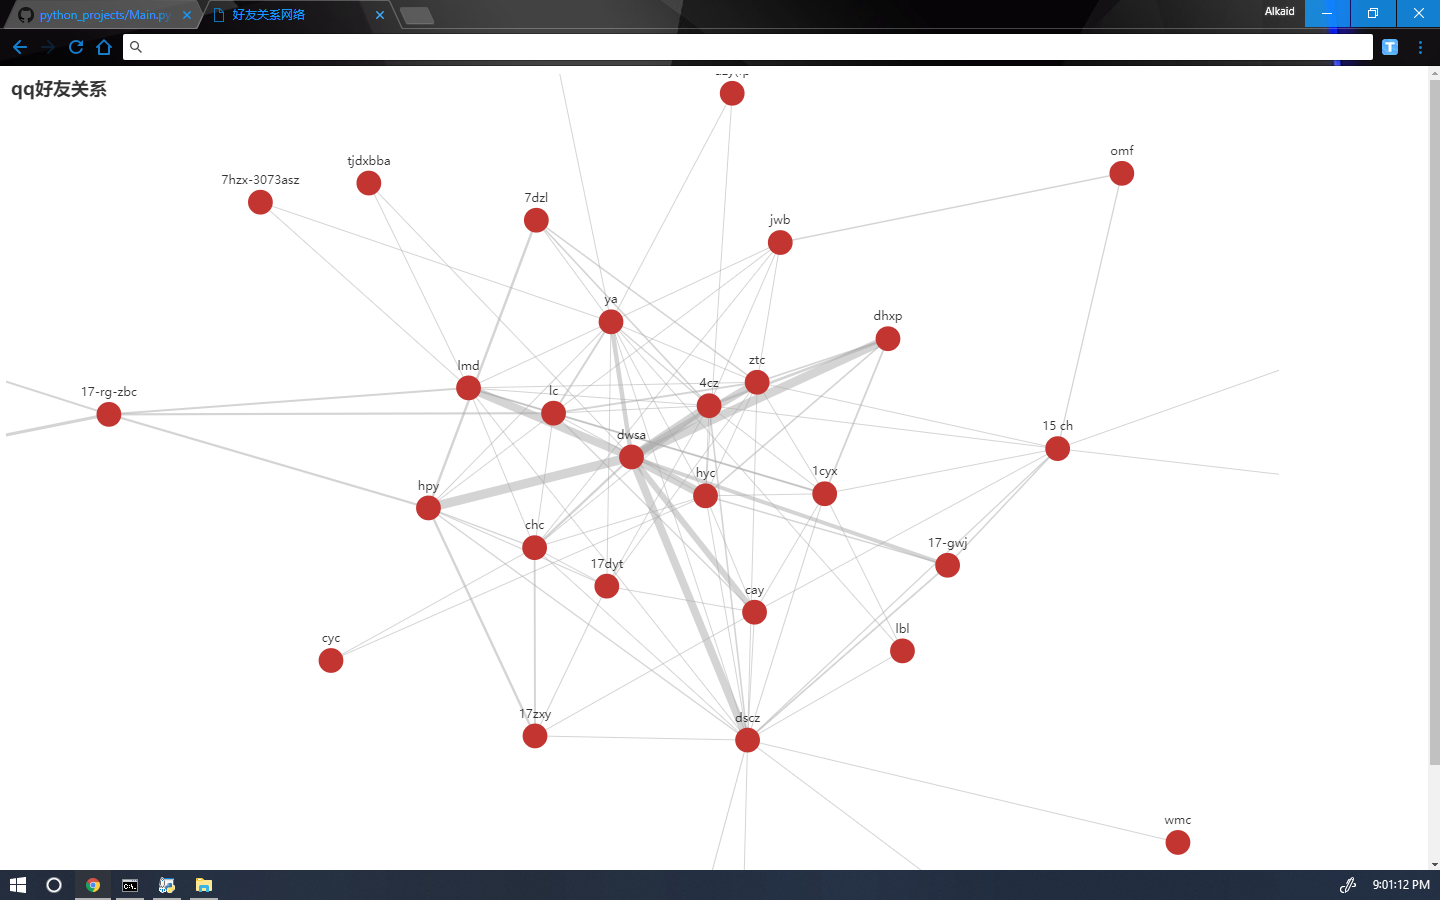 python_projects/Main.py
好友关系网络
Alkaid
qq好友关系
omf
tjdxbba
7hzx-3073asz
7dzl
jwb
ya
dhxp
ztc
lmd
4cz
lc
17-rg-zbc
15 ch
dwsa
1cyx
hyc
hpy
chc
17-gwj
17dyt
cay
lbl
cyc
17zxy
dscz
wmc
9:01:12 PM